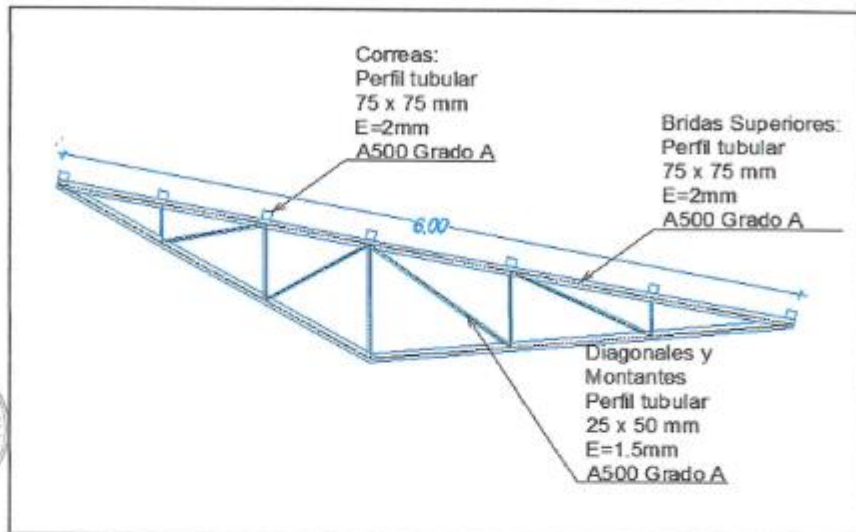 Correas:
Perfil tubular
75 x 75 mm
E=2mm
A500 Grado A
Bridas Superiores:
Perfil tubular
75 x 75 mm
E=2mm
A500 Grado A
6.00
Diagonales y
Montantes
Perfil tubular
25 x 50 mm
E=1.5mm
A500 Grado A